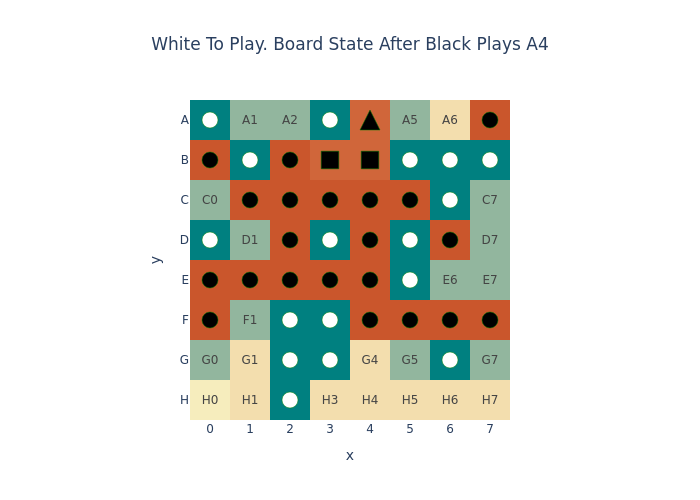 White To Play. Board State After Black Plays A4
A A1 A2 A5 A6
B
C C0 C7
D D1 D7
y
E E6 E7
F F1
G G0 G1 G4 G5 G7
H H0 H1 H3 H4 H5 H6 H7
0 1 2 3 4 5 6 7
x